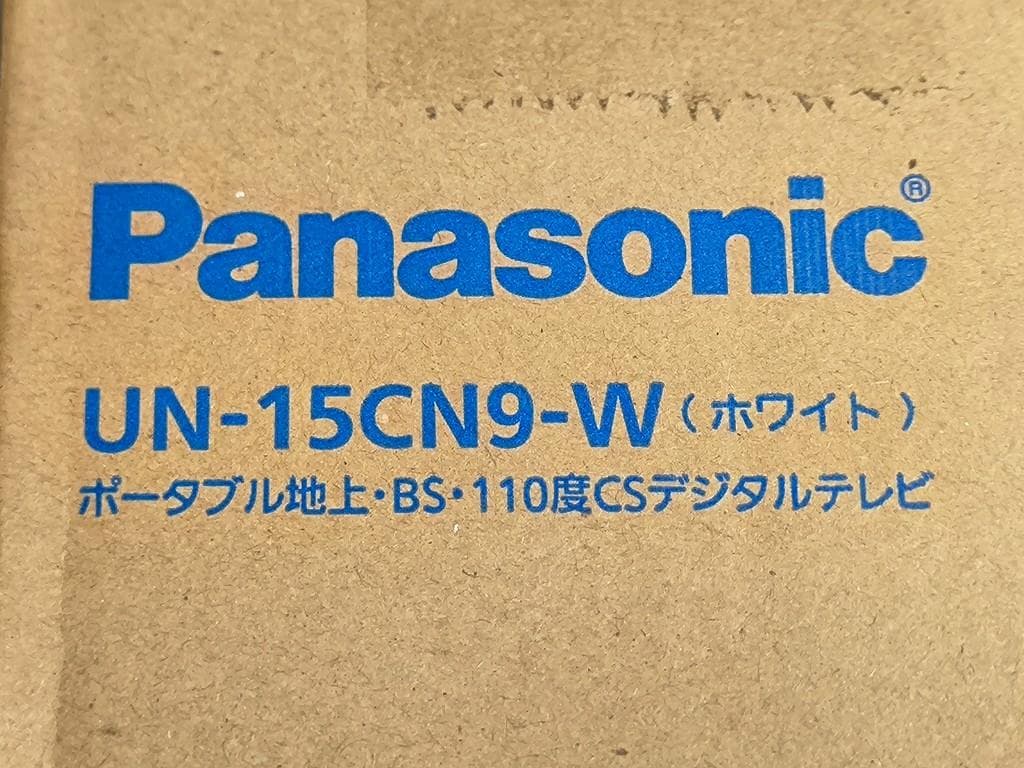 Panasonic®
UN-15CN9-W（ホワイト）
ポータブル地上・BS・110度CSデジタルテレビ